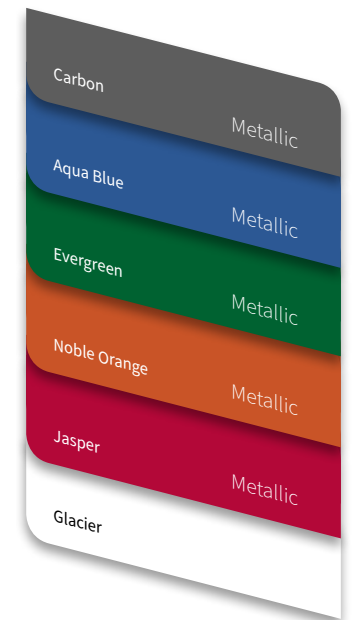 Carbon
Metallic
Aqua Blue
Metallic
Evergreen
Metallic
Noble Orange
Metallic
Jasper
Metallic
Glacier